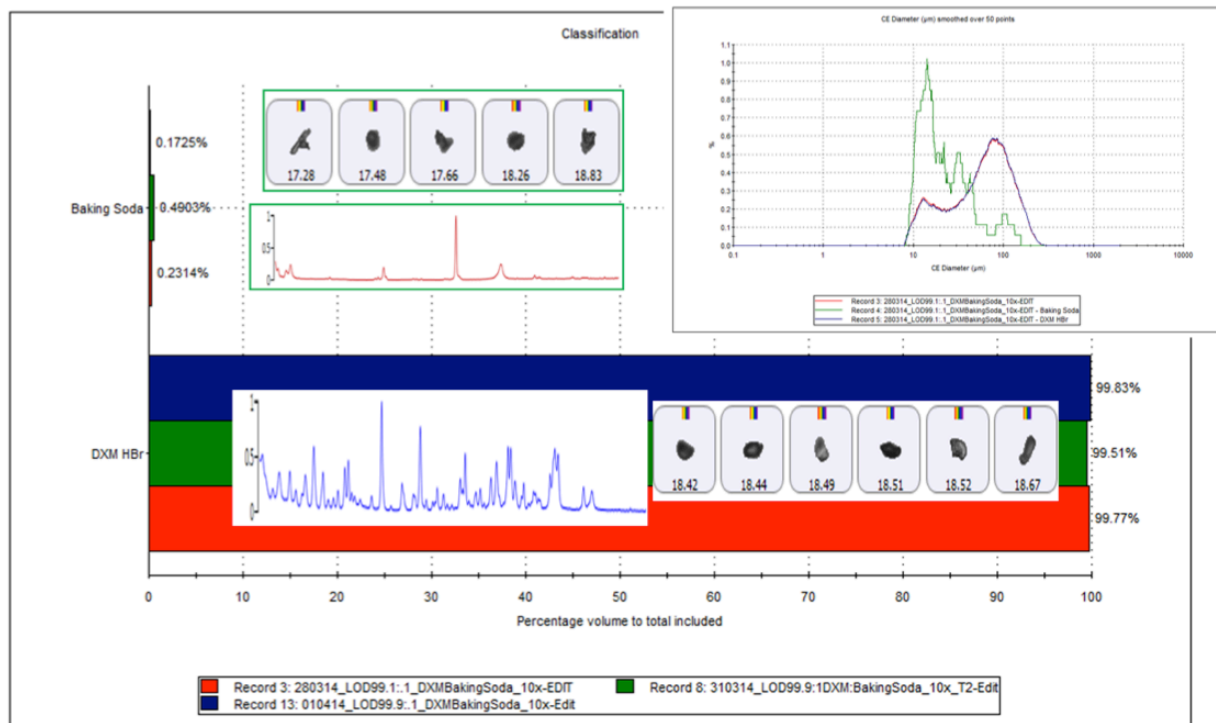 Classification
0.1725%
Baking Soda
0.4903%
0.2314%
17.28 17.48 17.66 18.26 18.83
1
0.5
0
CE Diameter (µm) smoothed over 50 points
1.1
1.0
0.9
0.8
0.7
0.6
0.5
0.4
0.3
0.2
0.1
0.0
%
0.1 1 10 100 1000 10000
CE Diameter (µm)
Record 3: 280314_LOD99.1:.1_DXMBakingSoda_10x-EDIT
Record 4: 280314_LOD99.1:.1_DXMBakingSoda_10x-EDIT - Baking Soda
Record 5: 280314_LOD99.1:.1_DXMBakingSoda_10x-EDIT - DXM HBr
99.83%
DXM HBr
99.51%
99.77%
1
0.5
0
18.42 18.44 18.49 18.51 18.52 18.67
0 10 20 30 40 50 60 70 80 90 100
Percentage volume to total included
Record 3: 280314_LOD99.1:.1_DXMBakingSoda_10x-EDIT
Record 8: 310314_LOD99.9:1DXM:BakingSoda_10x_T2-Edit
Record 13: 010414_LOD99.9:.1_DXMBakingSoda_10x-Edit